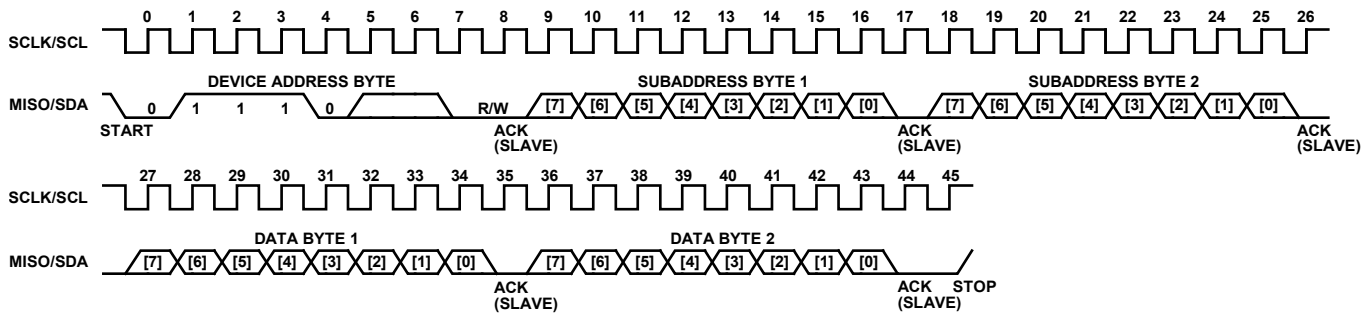 0 1 2 3 4 5 6 7 8 9 10 11 12 13 14 15 16 17 18 19 20 21 22 23 24 25 26
SCLK/SCL
DEVICE ADDRESS BYTE SUBADDRESS BYTE 1 SUBADDRESS BYTE 2
MISO/SDA 0 1 1 1 0 R/W [7] [6] [5] [4] [3] [2] [1] [0] [7] [6] [5] [4] [3] [2] [1] [0]
START ACK (SLAVE) ACK (SLAVE) ACK (SLAVE)
27 28 29 30 31 32 33 34 35 36 37 38 39 40 41 42 43 44 45
SCLK/SCL
DATA BYTE 1 DATA BYTE 2
MISO/SDA [7] [6] [5] [4] [3] [2] [1] [0] [7] [6] [5] [4] [3] [2] [1] [0]
ACK (SLAVE) ACK (SLAVE) STOP